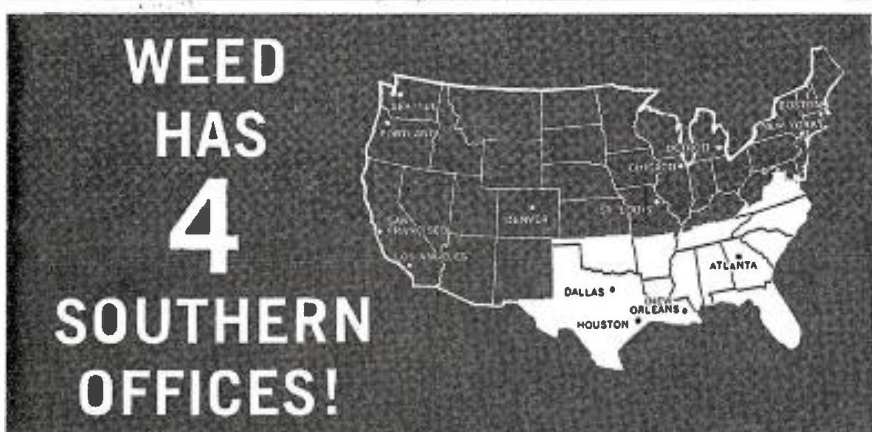 WEED
HAS
4
SOUTHERN
OFFICES!
SEATTLE
PORTLAND
SAN
FRANCISCO
LOS ANGELES
DENVER
ST. LOUIS
CHICAGO
DETROIT
BOSTON
NEW YORK
DALLAS
HOUSTON
NEW
ORLEANS
ATLANTA